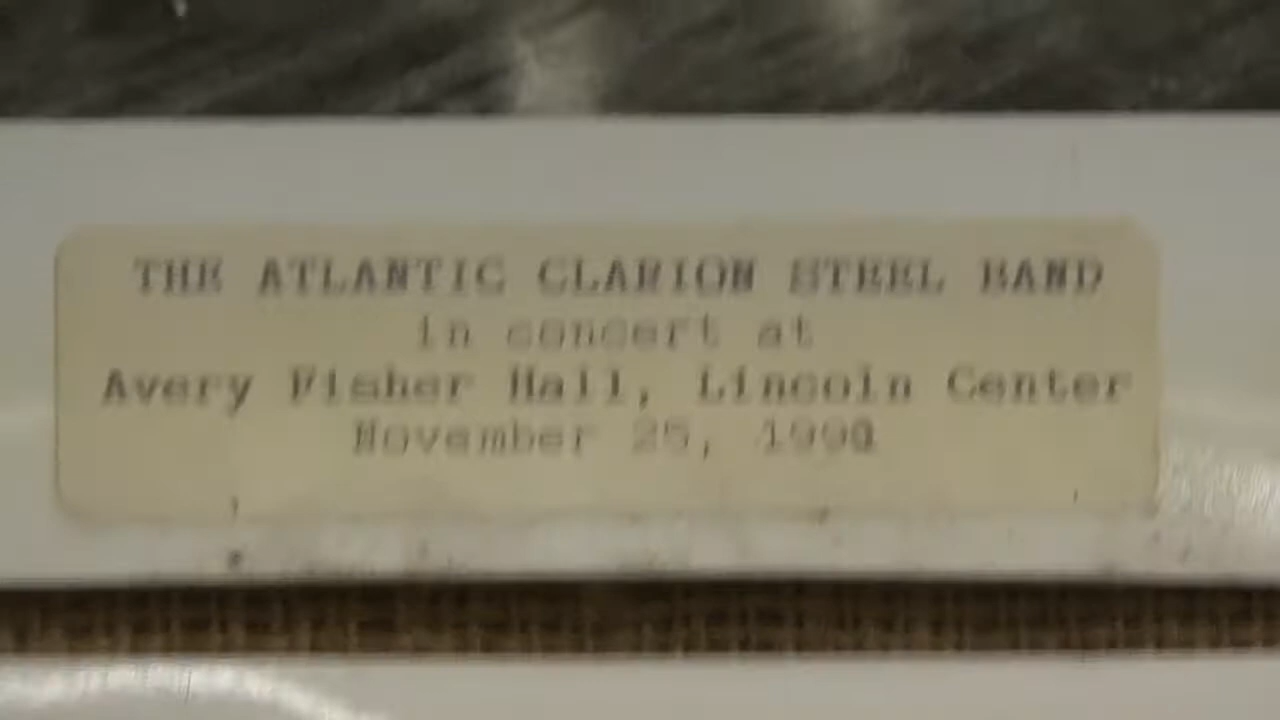 THE ATLANTIC CLARION STEEL BAND
in concert at
Avery Fisher Hall, Lincoln Center
November 25,